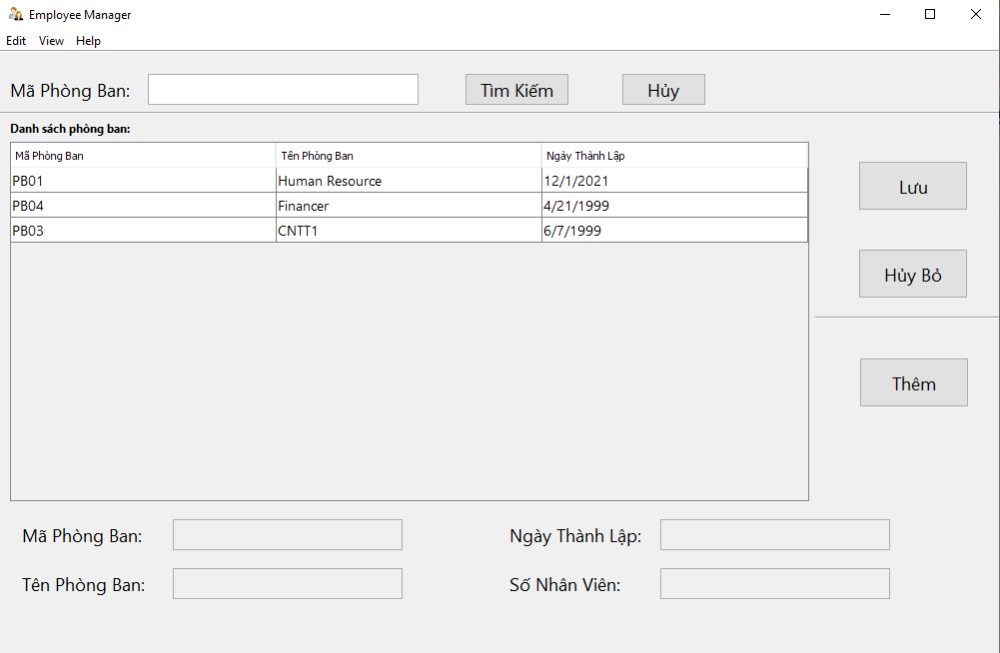 Employee Manager
Edit View Help
Mã Phòng Ban: Tìm Kiếm Hủy
Danh sách phòng ban:
Mã Phòng Ban Tên Phòng Ban Ngày Thành Lập
PB01 Human Resource 12/1/2021
PB04 Financer 4/21/1999
PB03 CNTT1 6/7/1999
Lưu
Hủy Bỏ
Thêm
Mã Phòng Ban: Ngày Thành Lập:
Tên Phòng Ban: Số Nhân Viên: